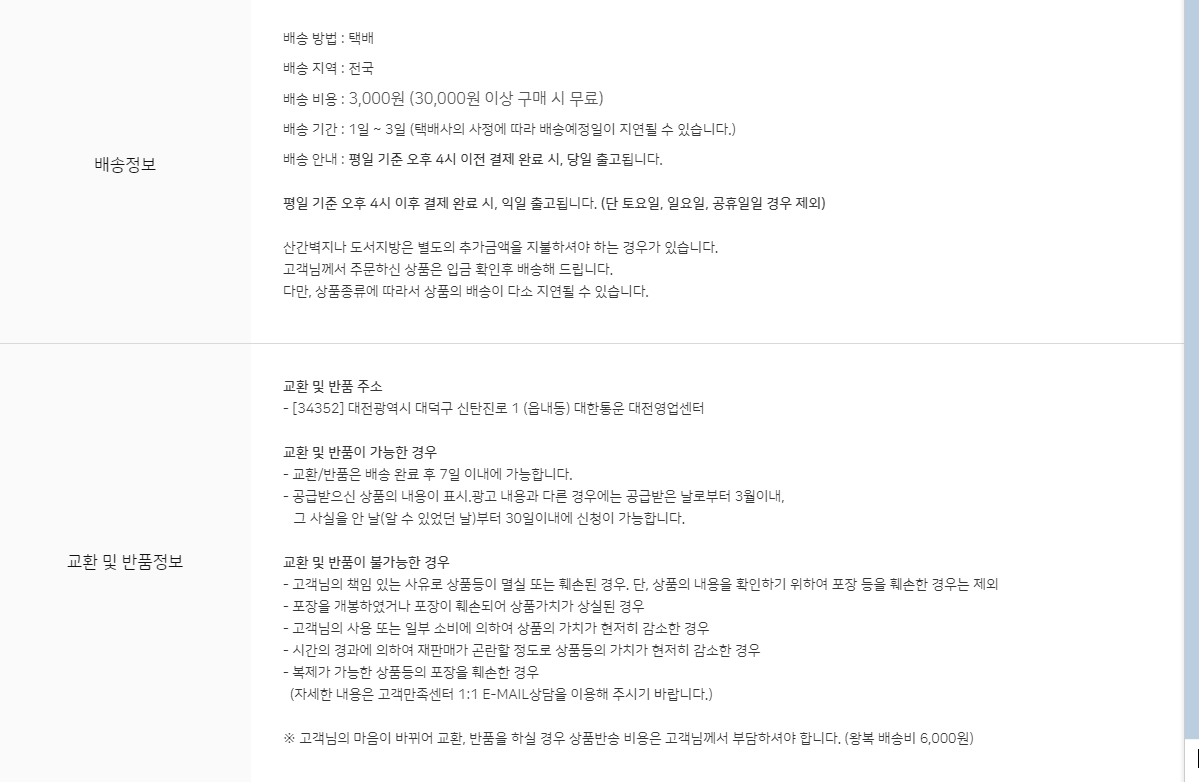 배송정보
배송 방법 : 택배
배송 지역 : 전국
배송 비용 : 3,000원 (30,000원 이상 구매 시 무료)
배송 기간 : 1일 ~ 3일 (택배사의 사정에 따라 배송예정일이 지연될 수 있습니다.)
배송 안내 : 평일 기준 오후 4시 이전 결제 완료 시, 당일 출고됩니다.
평일 기준 오후 4시 이후 결제 완료 시, 익일 출고됩니다. (단 토요일, 일요일, 공휴일일 경우 제외)
산간벽지나 도서지방은 별도의 추가금액을 지불하셔야 하는 경우가 있습니다.
고객님께서 주문하신 상품은 입금 확인후 배송해 드립니다.
다만, 상품종류에 따라서 상품의 배송이 다소 지연될 수 있습니다.
교환 및 반품정보
교환 및 반품 주소
- [34352] 대전광역시 대덕구 신탄진로 1 (읍내동) 대한통운 대전영업센터
교환 및 반품이 가능한 경우
- 교환/반품은 배송 완료 후 7일 이내에 가능합니다.
- 공급받으신 상품의 내용이 표시.광고 내용과 다른 경우에는 공급받은 날로부터 3월이내,
그 사실을 안 날(알 수 있었던 날)부터 30일이내에 신청이 가능합니다.
교환 및 반품이 불가능한 경우
- 고객님의 책임 있는 사유로 상품등이 멸실 또는 훼손된 경우. 단, 상품의 내용을 확인하기 위하여 포장 등을 훼손한 경우는 제외
- 포장을 개봉하였거나 포장이 훼손되어 상품가치가 상실된 경우
- 고객님의 사용 또는 일부 소비에 의하여 상품의 가치가 현저히 감소한 경우
- 시간의 경과에 의하여 재판매가 곤란할 정도로 상품등의 가치가 현저히 감소한 경우
- 복제가 가능한 상품등의 포장을 훼손한 경우
(자세한 내용은 고객만족센터 1:1 E-MAIL상담을 이용해 주시기 바랍니다.)
※ 고객님의 마음이 바뀌어 교환, 반품을 하실 경우 상품반송 비용은 고객님께서 부담하셔야 합니다. (왕복 배송비 6,000원)